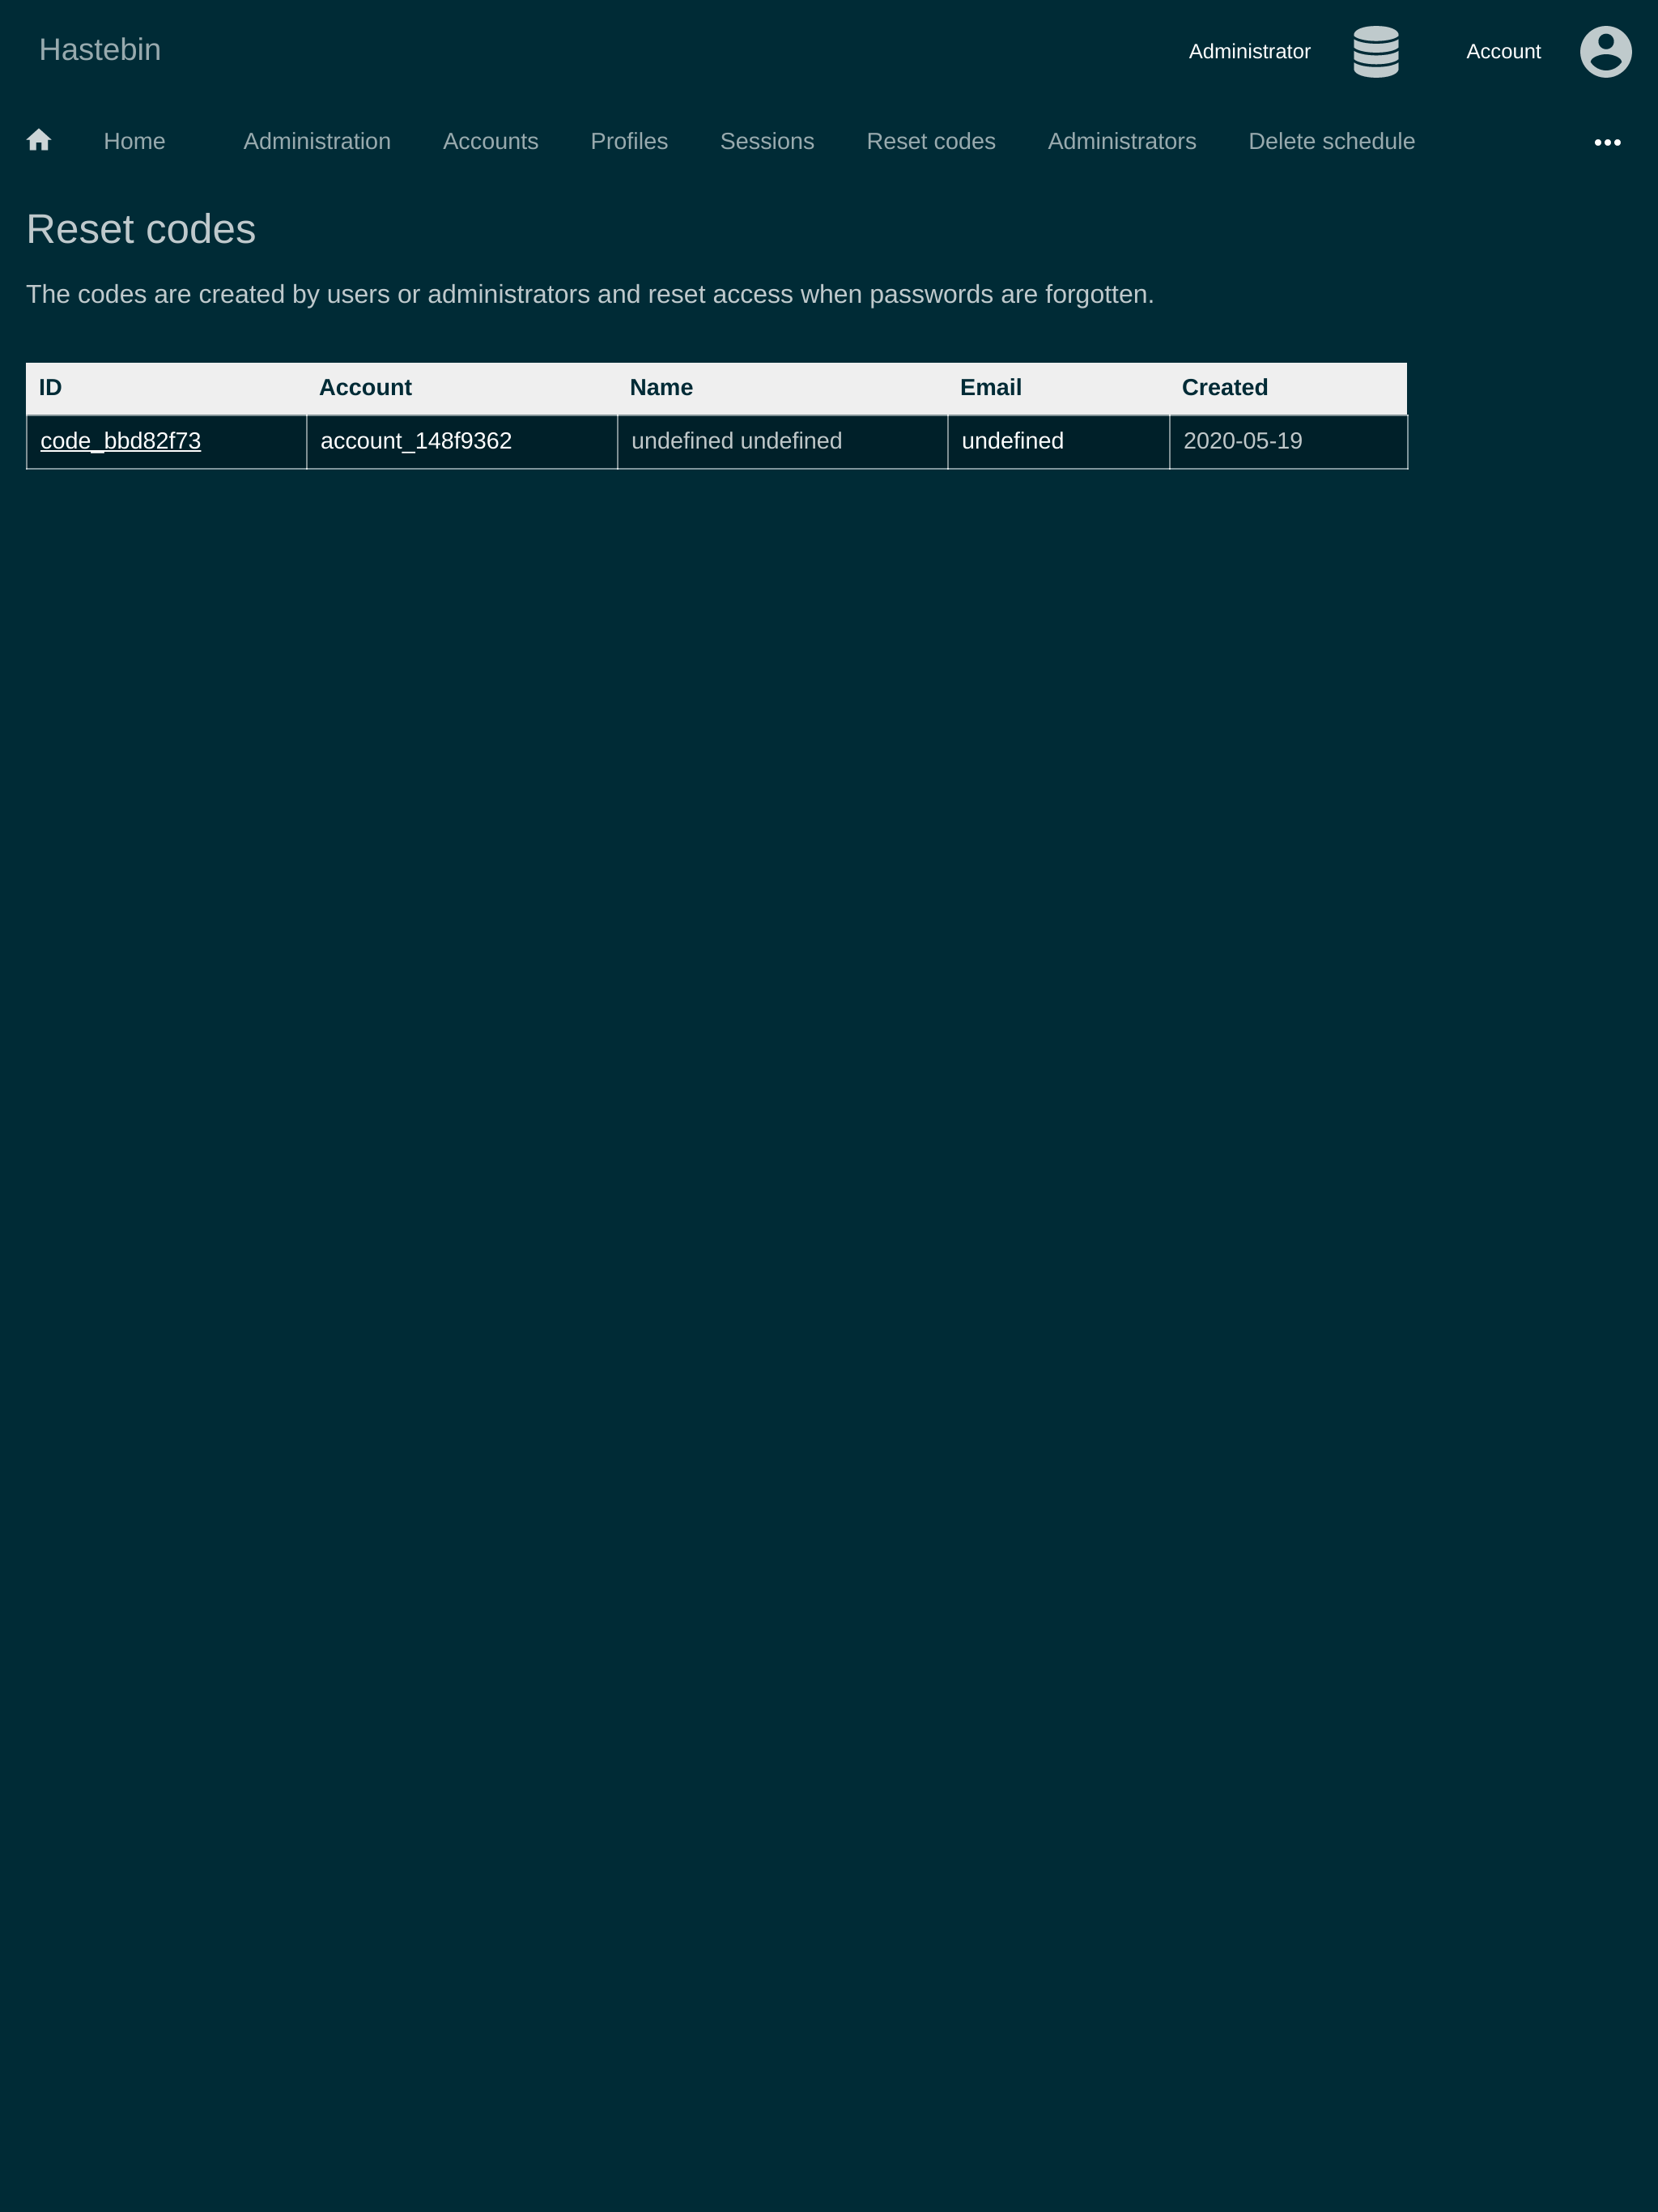 Hastebin
Administrator Account
Home Administration Accounts Profiles Sessions Reset codes Administrators Delete schedule
Reset codes
The codes are created by users or administrators and reset access when passwords are forgotten.
ID Account Name Email Created
code_bbd82f73 account_148f9362 undefined undefined undefined 2020-05-19